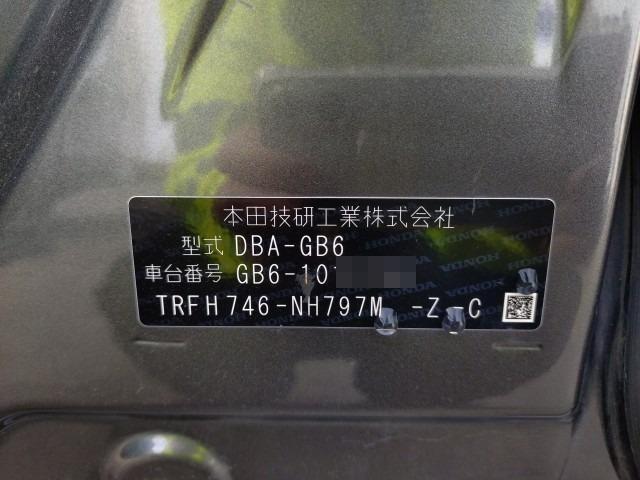 本田技研工業株式会社
型式 DBA-GB6
車台番号 GB6-101
TRFH746-NH797M -Z-C